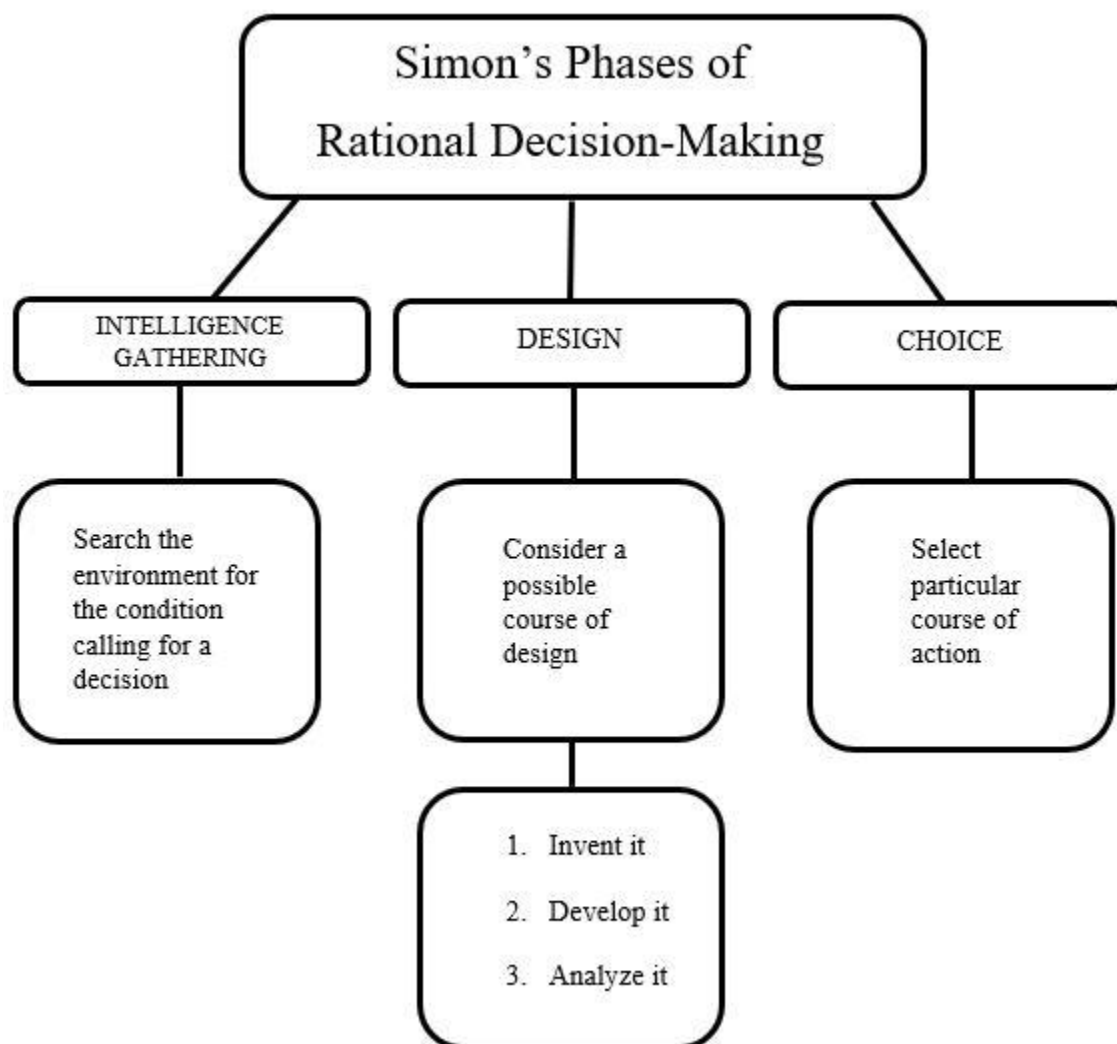 Simon’s Phases of
Rational Decision-Making
INTELLIGENCE
GATHERING
DESIGN
CHOICE
Search the
environment for
the condition
calling for a
decision
Consider a
possible
course of
design
Select
particular
course of
action
1. Invent it
2. Develop it
3. Analyze it